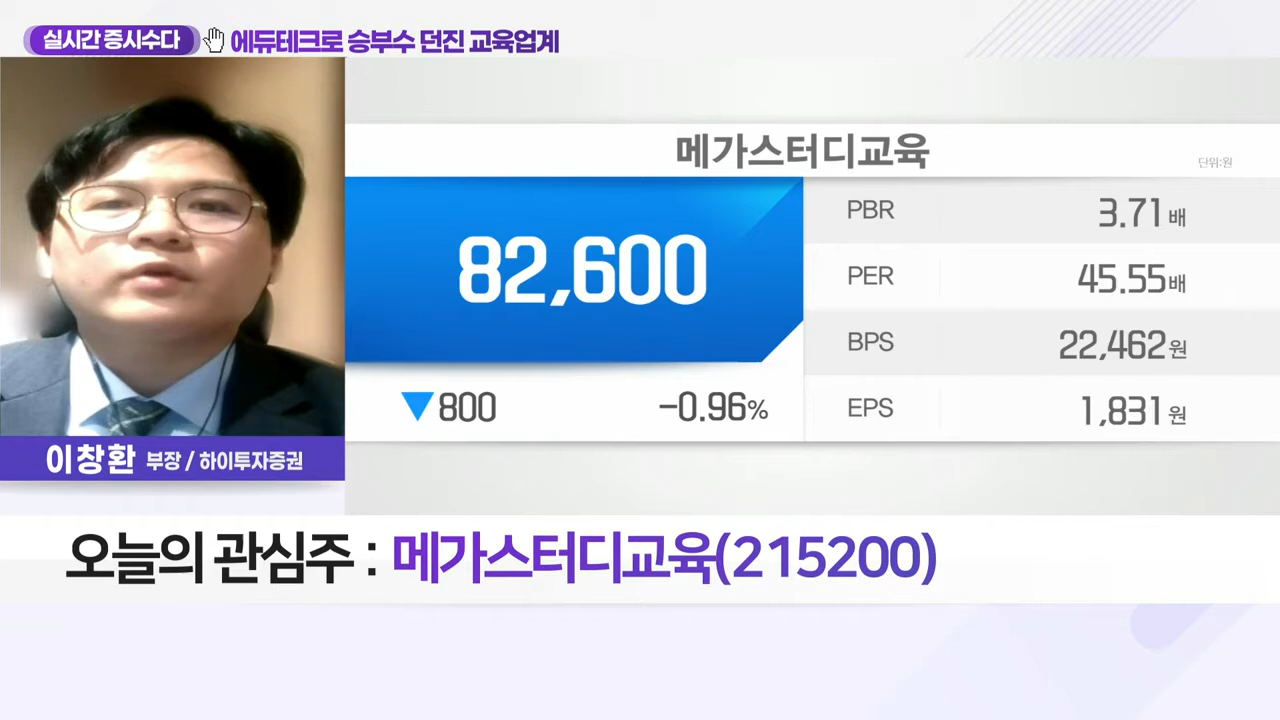 실시간 증시수다 에듀테크로 승부수 던진 교육업계
메가스터디교육
단위:원
82,600
▼800 -0.96%
PBR 3.71배
PER 45.55배
BPS 22,462원
EPS 1,831원
이창환 부장 / 하이투자증권
오늘의 관심주 : 메가스터디교육(215200)